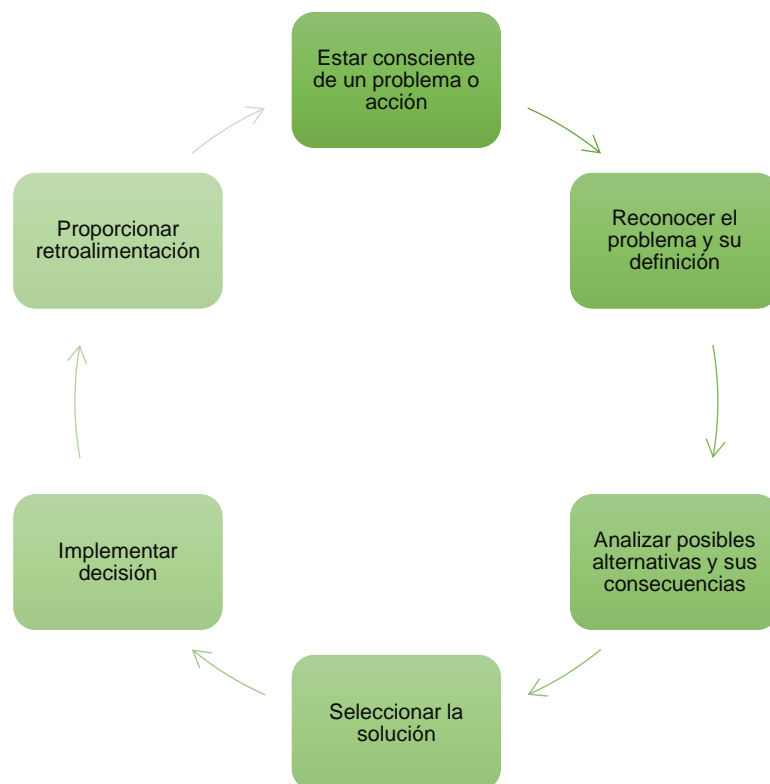 Estar consciente
de un problema o
acción
Reconocer el
problema y su
definición
Analizar posibles
alternativas y sus
consecuencias
Seleccionar la
solución
Implementar
decisión
Proporcionar
retroalimentación